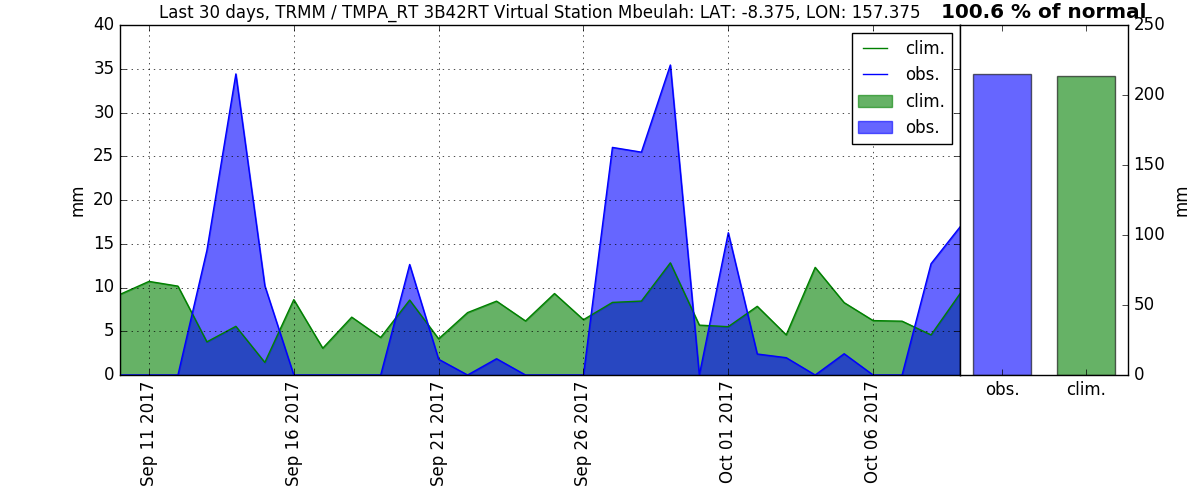 Last 30 days, TRMM / TMPA_RT 3B42RT Virtual Station Mbeulah: LAT: -8.375, LON: 157.375
100.6 % of normal
40
35
30
25
20
15
10
5
0
mm
clim.
obs.
clim.
obs.
Sep 11 2017
Sep 16 2017
Sep 21 2017
Sep 26 2017
Oct 01 2017
Oct 06 2017
250
200
150
100
50
0
mm
obs.
clim.